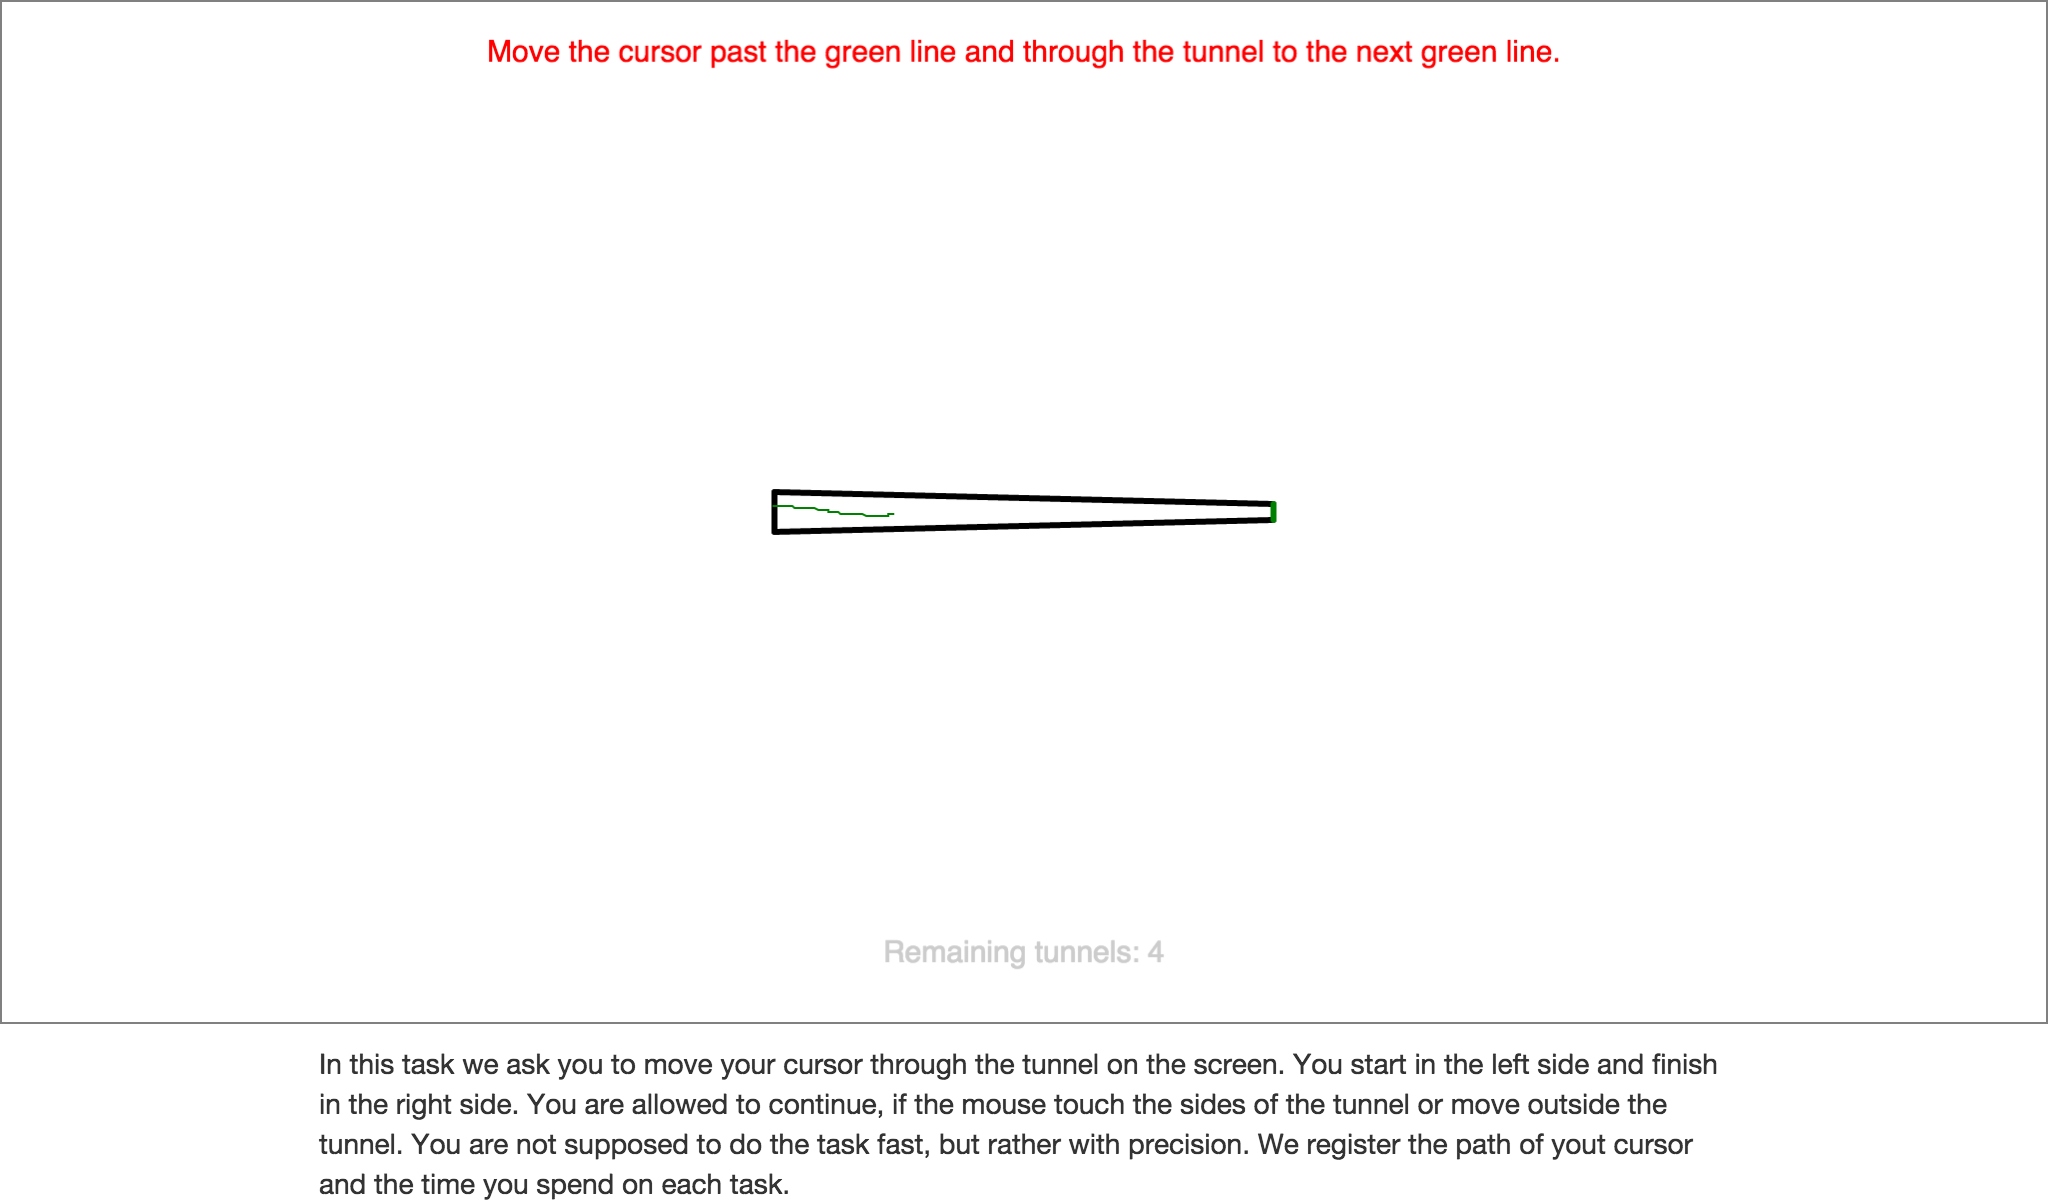 Move the cursor past the green line and through the tunnel to the next green line.
Remaining tunnels: 4
In this task we ask you to move your cursor through the tunnel on the screen. You start in the left side and finish
in the right side. You are allowed to continue, if the mouse touch the sides of the tunnel or move outside the
tunnel. You are not supposed to do the task fast, but rather with precision. We register the path of yout cursor
and the time you spend on each task.